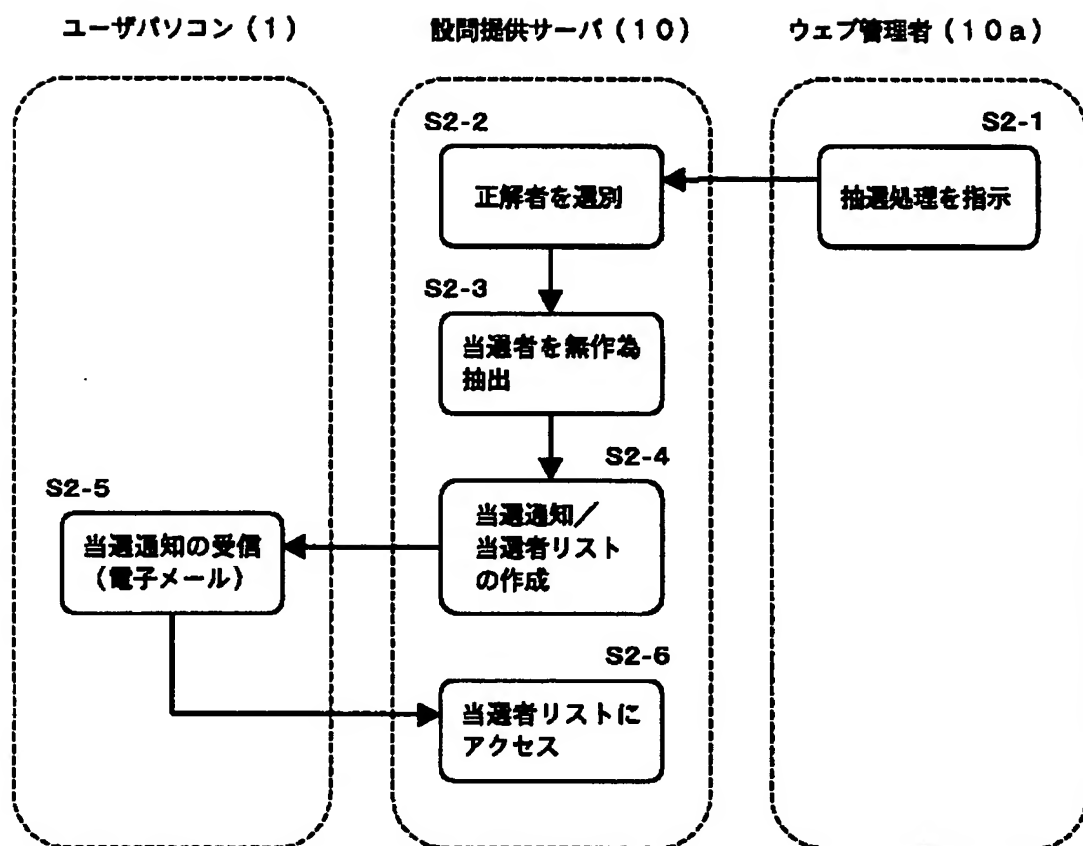 ユーザパソコン（１）
設問提供サーバ（１０）
ウェブ管理者（１０ａ）
S2-1
抽選処理を指示
S2-2
正解者を選別
S2-3
当選者を無作為
抽出
S2-4
当選通知／
当選者リスト
の作成
S2-5
当選通知の受信
（電子メール）
S2-6
当選者リストに
アクセス